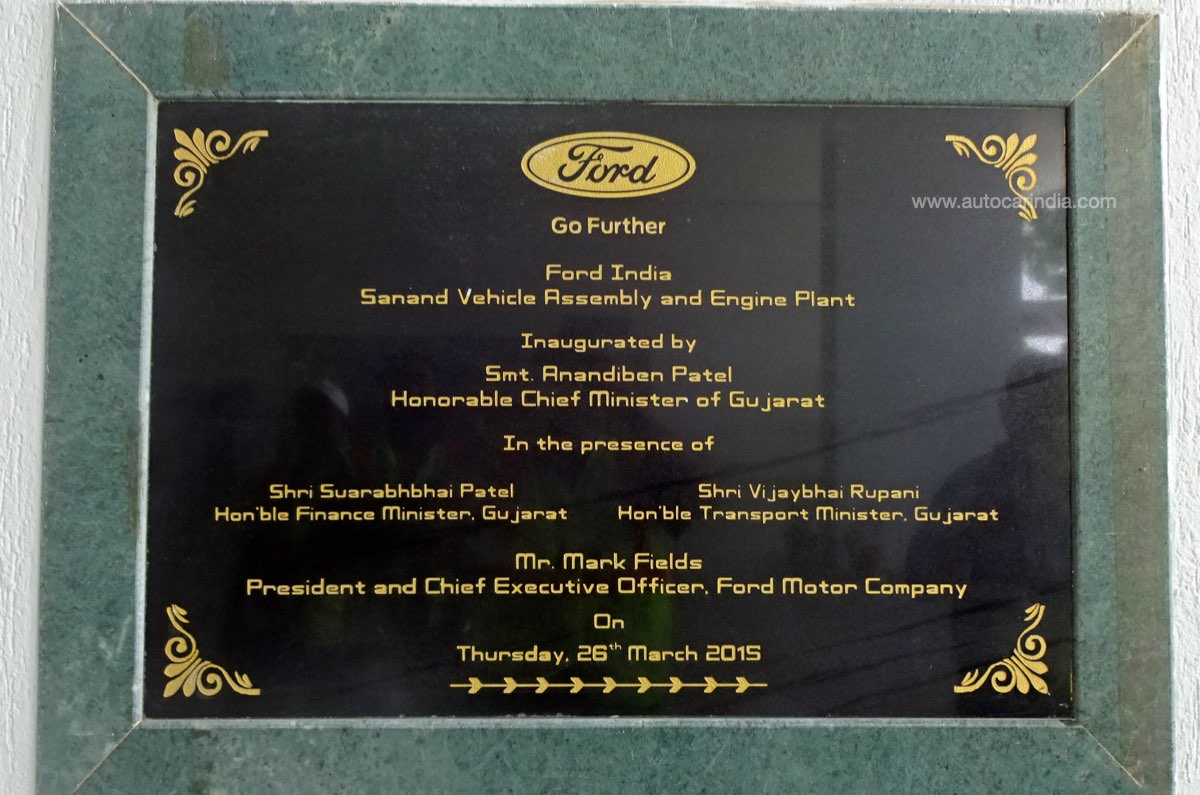 Ford
www.autocarindia.com
Go Further
Ford India
Sanand Vehicle Assembly and Engine Plant
Inaugurated by
Smt. Anandiben Patel
Honorable Chief Minister of Gujarat
In the presence of
Shri Suarabhbhai Patel
Hon'ble Finance Minister, Gujarat
Shri Vijaybhai Rupani
Hon'ble Transport Minister, Gujarat
Mr. Mark Fields
President and Chief Executive Officer, Ford Motor Company
On
Thursday, 26th March 2015